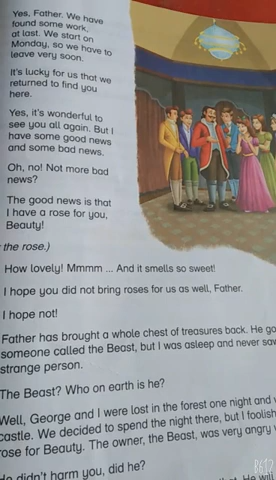 Yes, Father. We have
found some work,
at last. We start on
Monday, so we have to
leave very soon.
It's lucky for us that we
returned to find you
here.
Yes, it's wonderful to
see you all again. But I
have some good news
and some bad news.
Oh, no! Not more bad
news?
The good news is that
I have a rose for you,
Beauty!
the rose.)
How lovely! Mmmm ... And it smells so sweet!
I hope you did not bring roses for us as well, Father.
I hope not!
Father has brought a whole chest of treasures back. He
someone called the Beast, but I was asleep and never
strange person.
The Beast? Who on earth is he?
Well, George and I were lost in the forest one night and
castle. We decided to spend the night there, but I
rose for Beauty. The owner, the Beast, was very angry
didn't harm you, did he?
He will
B612